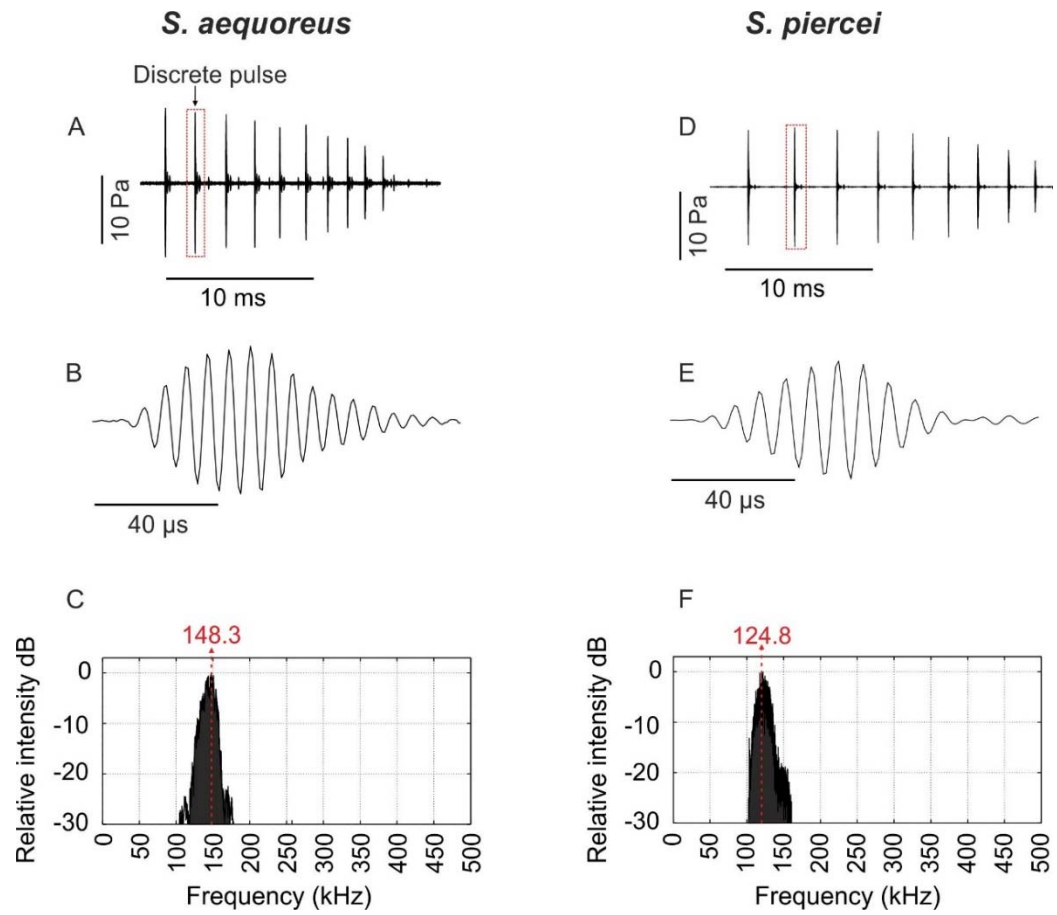 S. aequoreus
Discrete pulse
A
10 Pa
10 ms
B
40 µs
C
148.3
Relative intensity dB
0
-10
-20
-30
0 50 100 150 200 250 300 350 400 450 500
Frequency (kHz)
S. piercei
D
10 Pa
10 ms
E
40 µs
F
124.8
Relative intensity dB
0
-10
-20
-30
0 50 100 150 200 250 300 350 400 450 500
Frequency (kHz)